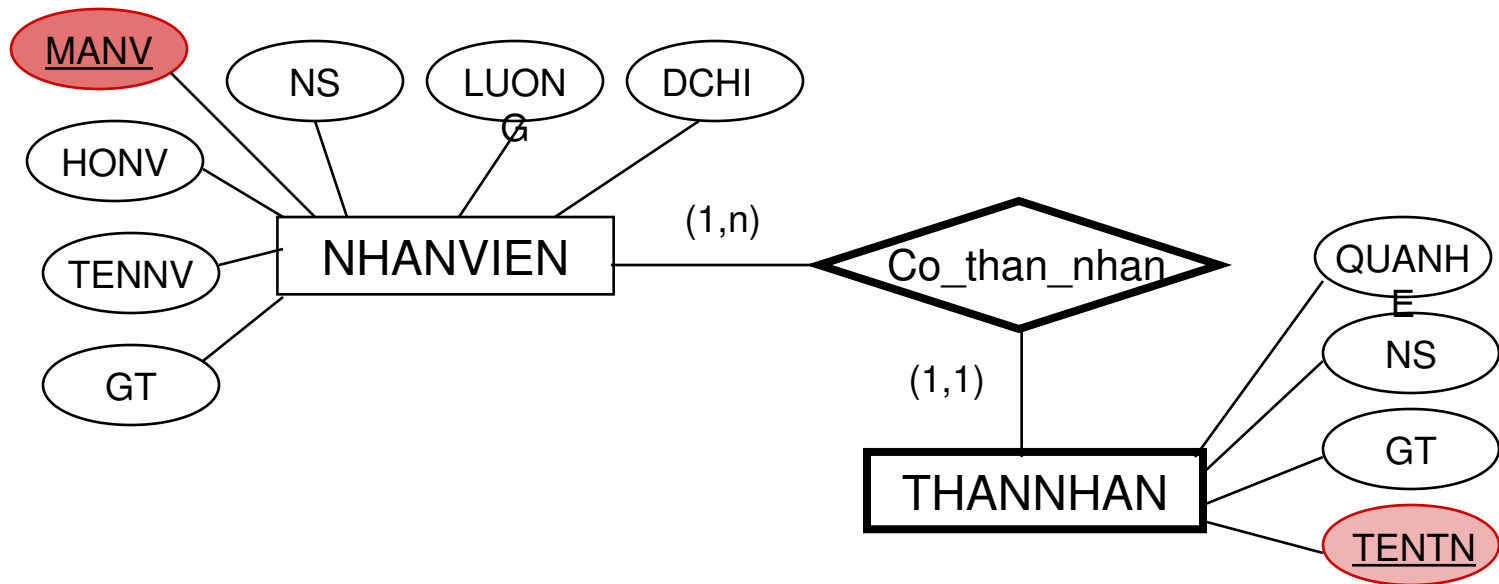 MANV
NS
LUON
G
DCHI
HONV
TENNV
GT
NHANVIEN
(1,n)
Co_than_nhan
(1,1)
THANNHAN
QUANH
E
NS
GT
TENTN